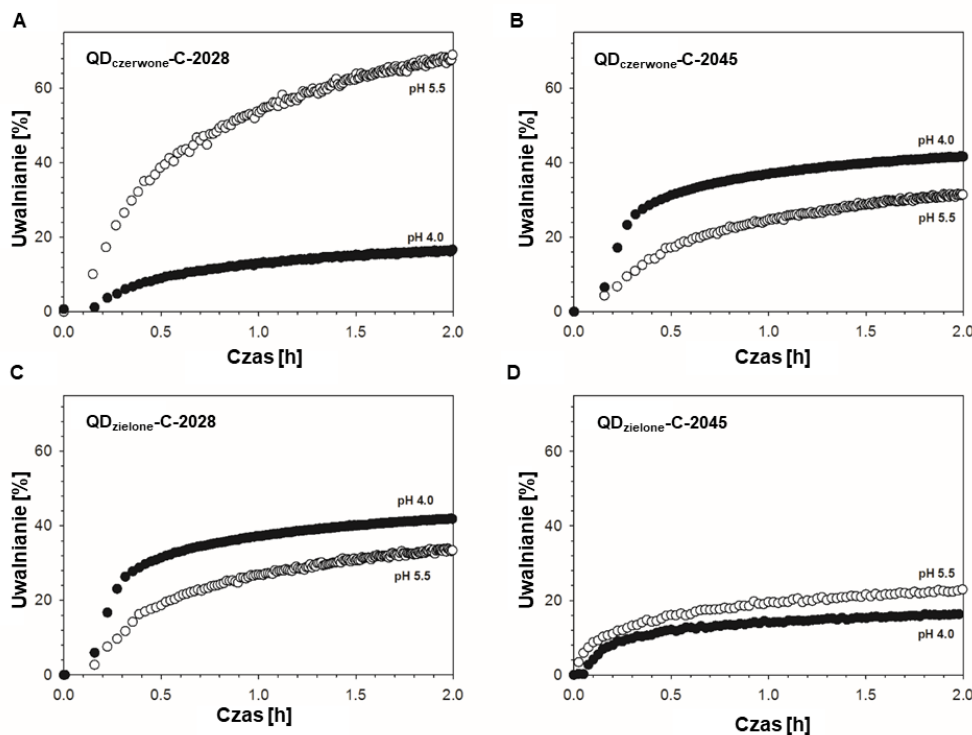 A
QDczerwone-C-2028
pH 5.5
pH 4.0
Uwalnianie [%]
60
40
20
0
0.0 0.5 1.0 1.5 2.0
Czas [h]
B
QDczerwone-C-2045
pH 4.0
pH 5.5
Uwalnianie [%]
60
40
20
0
0.0 0.5 1.0 1.5 2.0
Czas [h]
C
QDzielone-C-2028
pH 4.0
pH 5.5
Uwalnianie [%]
60
40
20
0
0.0 0.5 1.0 1.5 2.0
Czas [h]
D
QDzielone-C-2045
pH 5.5
pH 4.0
Uwalnianie [%]
60
40
20
0
0.0 0.5 1.0 1.5 2.0
Czas [h]